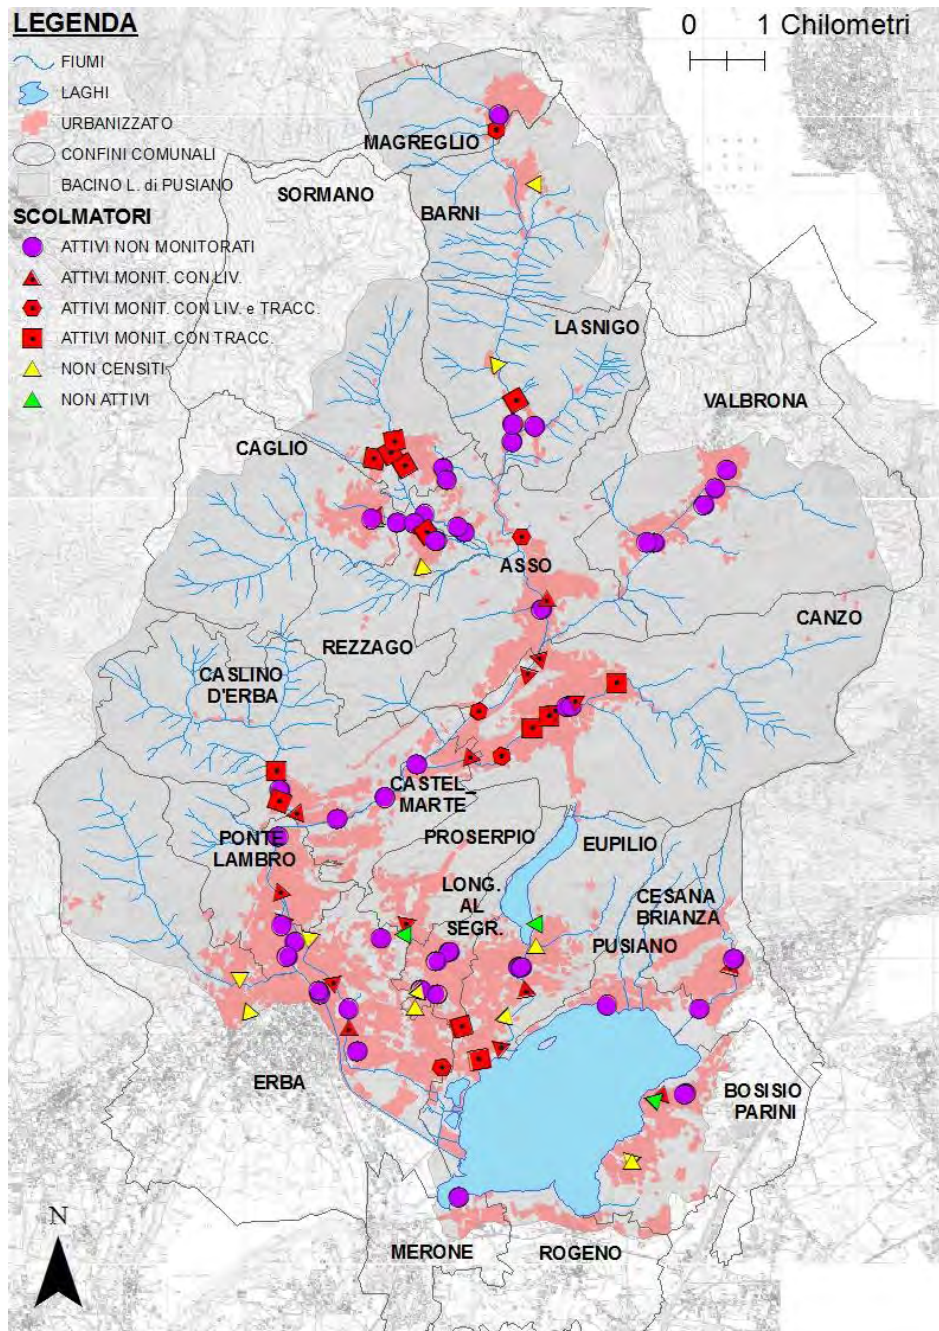 LEGENDA
0 1 Chilometri
FIUMI
LAGHI
URBANIZZATO
CONFINI COMUNALI
BACINO L. di PUSIANO
SCOLMATORI
ATTIVI NON MONITORATI
ATTIVI MONIT. CON LIV.
ATTIVI MONIT. CON LIV. e TRACC.
ATTIVI MONIT. CON TRACC.
NON CENSITI
NON ATTIVI
MAGREGLIO
SORMANO
BARNI
LASNIGO
VALBRONA
CAGLIO
ASSO
CANZO
REZZAGO
CASLINO
D'ERBA
CASTEL_
MARTE
PROSERPIO
EUPILIO
PONTE
LAMBRO
LONG.
AL
SEGR.
CESANA
BRIANZA
PUSIANO
ERBA
BOSISIO
PARINI
N
MERONE
ROGENO